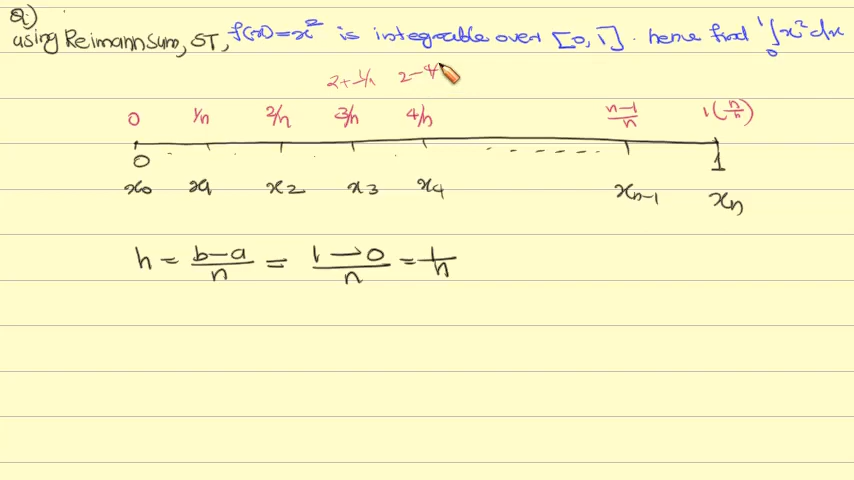 Q)
using Reimann sum, ST, f(x) = x² is integrable over [0, 1]. hence find ∫₀¹ x² dx
2 + 1/n 2 - 4
0 1/n 2/n 3/n 4/n n-1/n 1 (n/n)
0 - - - - - - 1
x₀ x₁ x₂ x₃ x₄ xₙ₋₁ xₙ
h = b-a/n = 1-0/n = 1/n